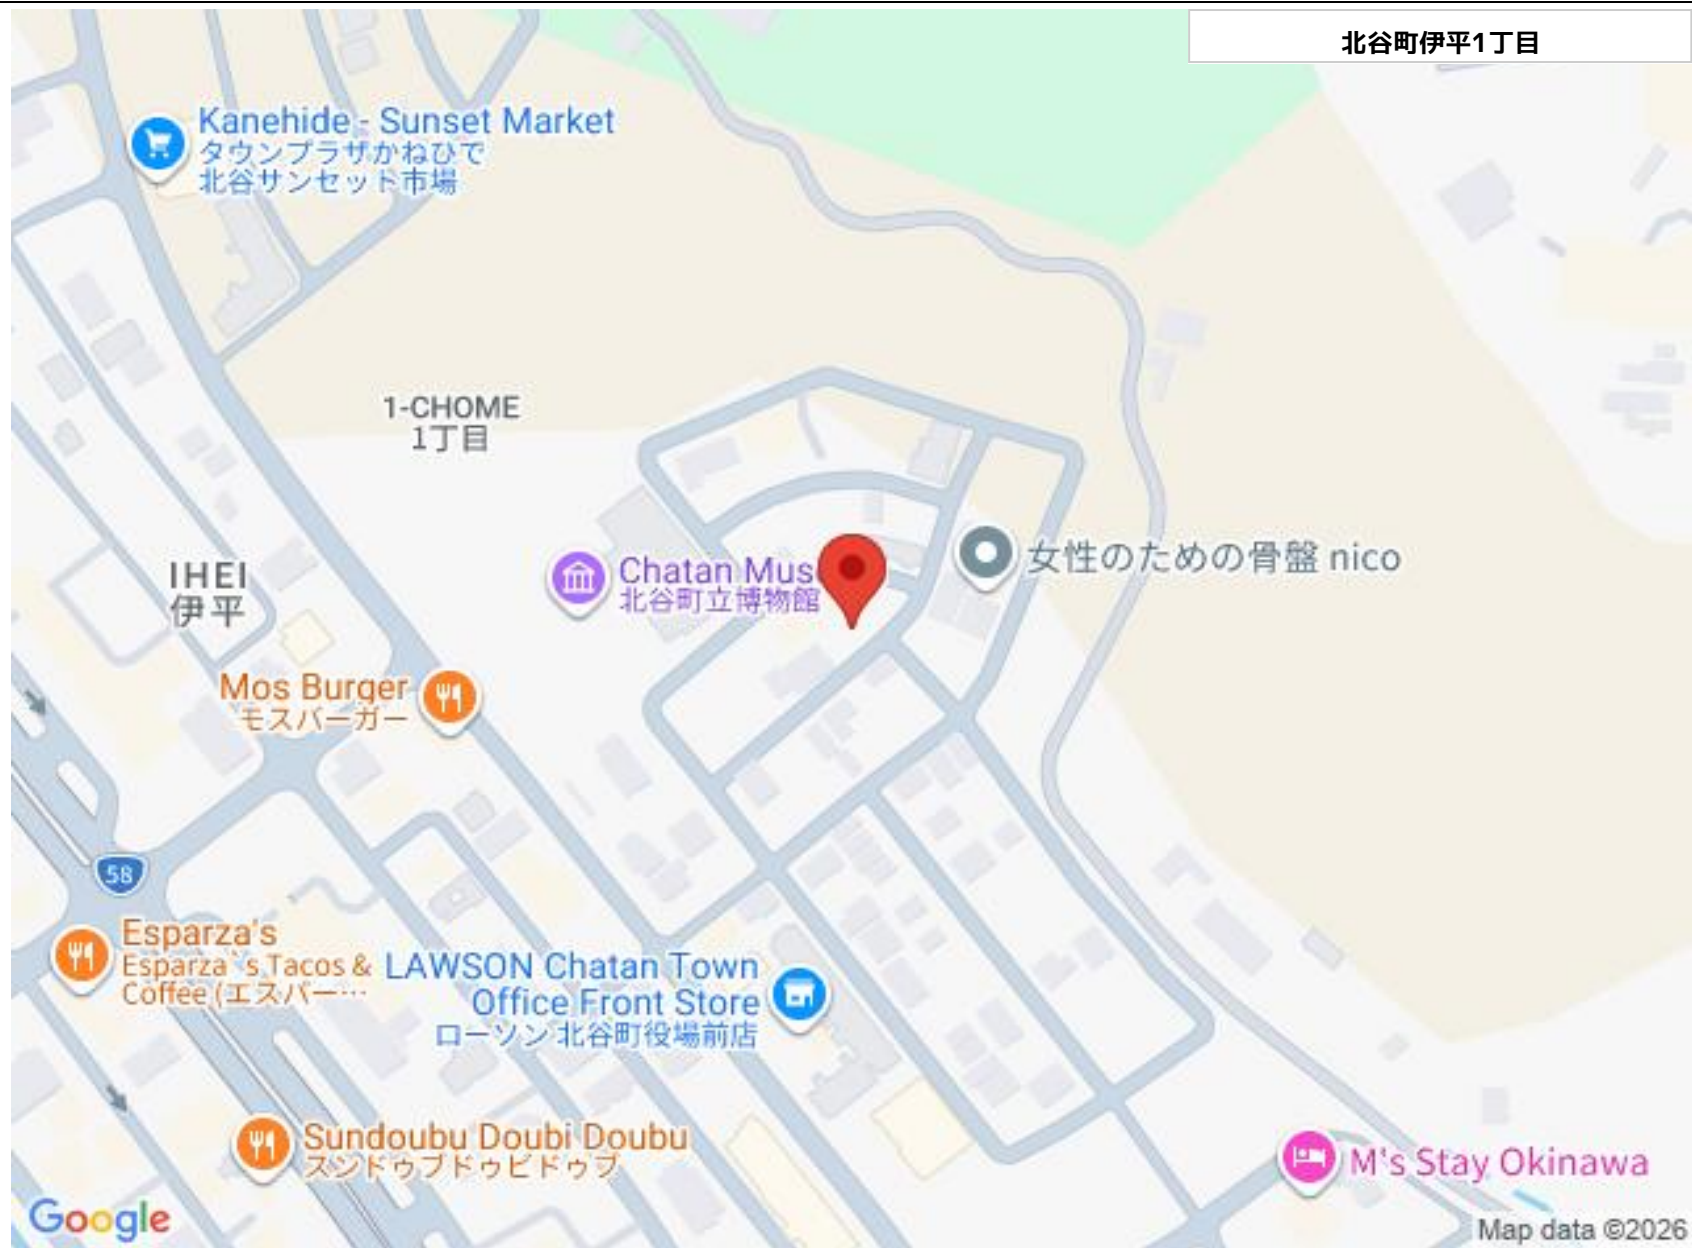 北谷町伊平1丁目
Kanehide - Sunset Market
タウンプラザかねひで
北谷サンセット市場
1-CHOME
1丁目
IHEI
伊平
Chatan Mus
北谷町立博物館
女性のための骨盤 nico
Mos Burger
モスバーガー
58
Esparza's
Esparza`s Tacos &
Coffee (エスパー…
LAWSON Chatan Town
Office Front Store
ローソン 北谷町役場前店
Sundoubu Doubi Doubu
スンドゥブドゥビドゥブ
M's Stay Okinawa
Google
Map data ©2026